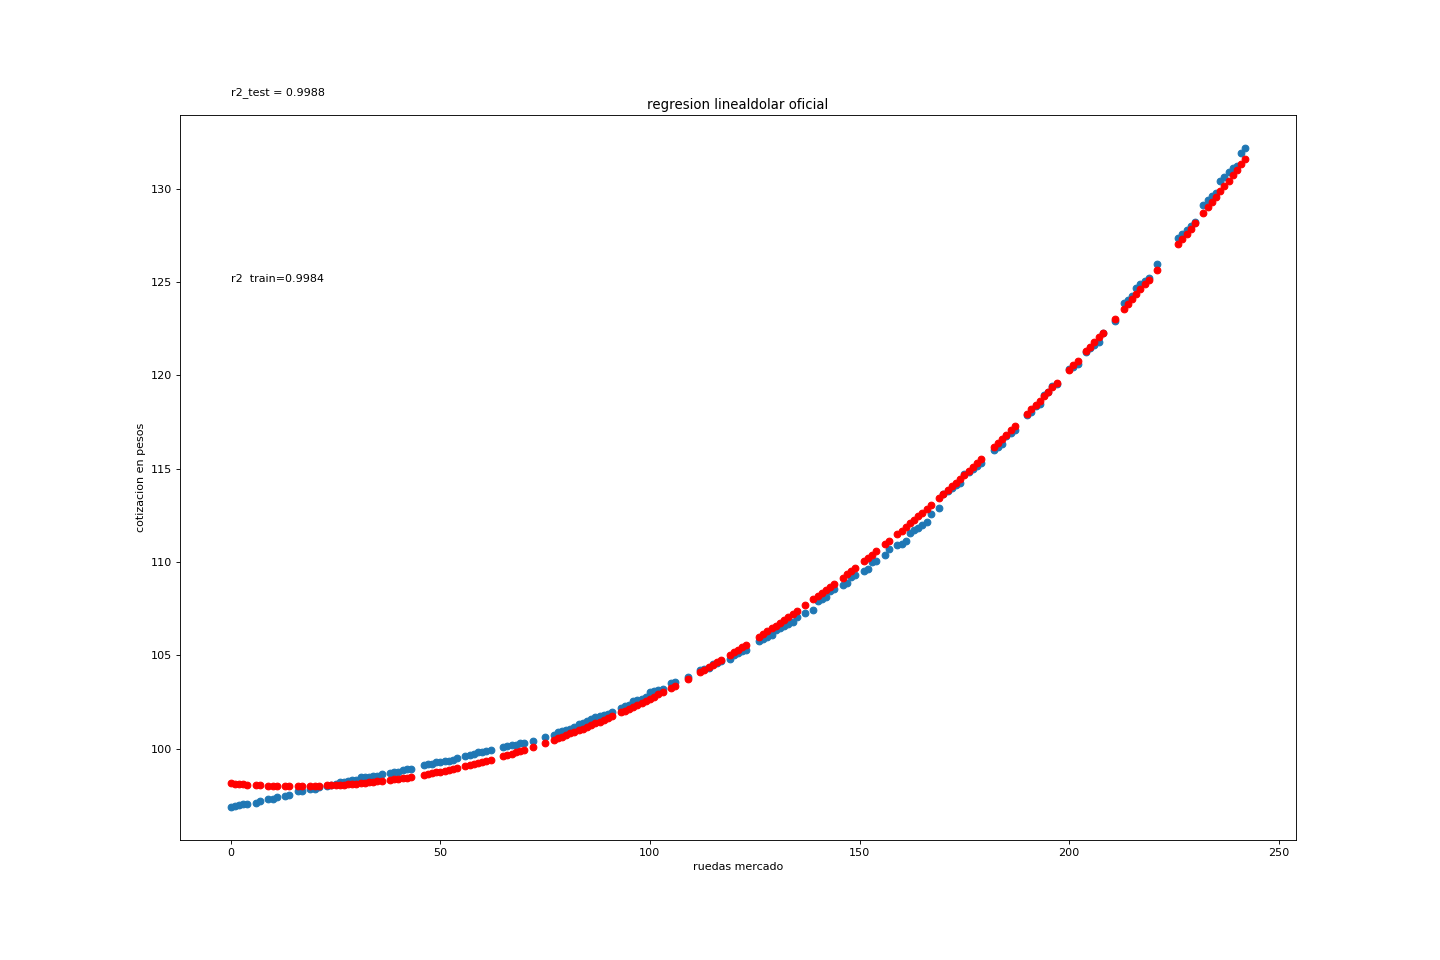 r2_test = 0.9988
regresion linealdolar oficial
r2  train=0.9984
cotizacion en pesos
130
125
120
115
110
105
100
0 50 100 150 200 250
ruedas mercado